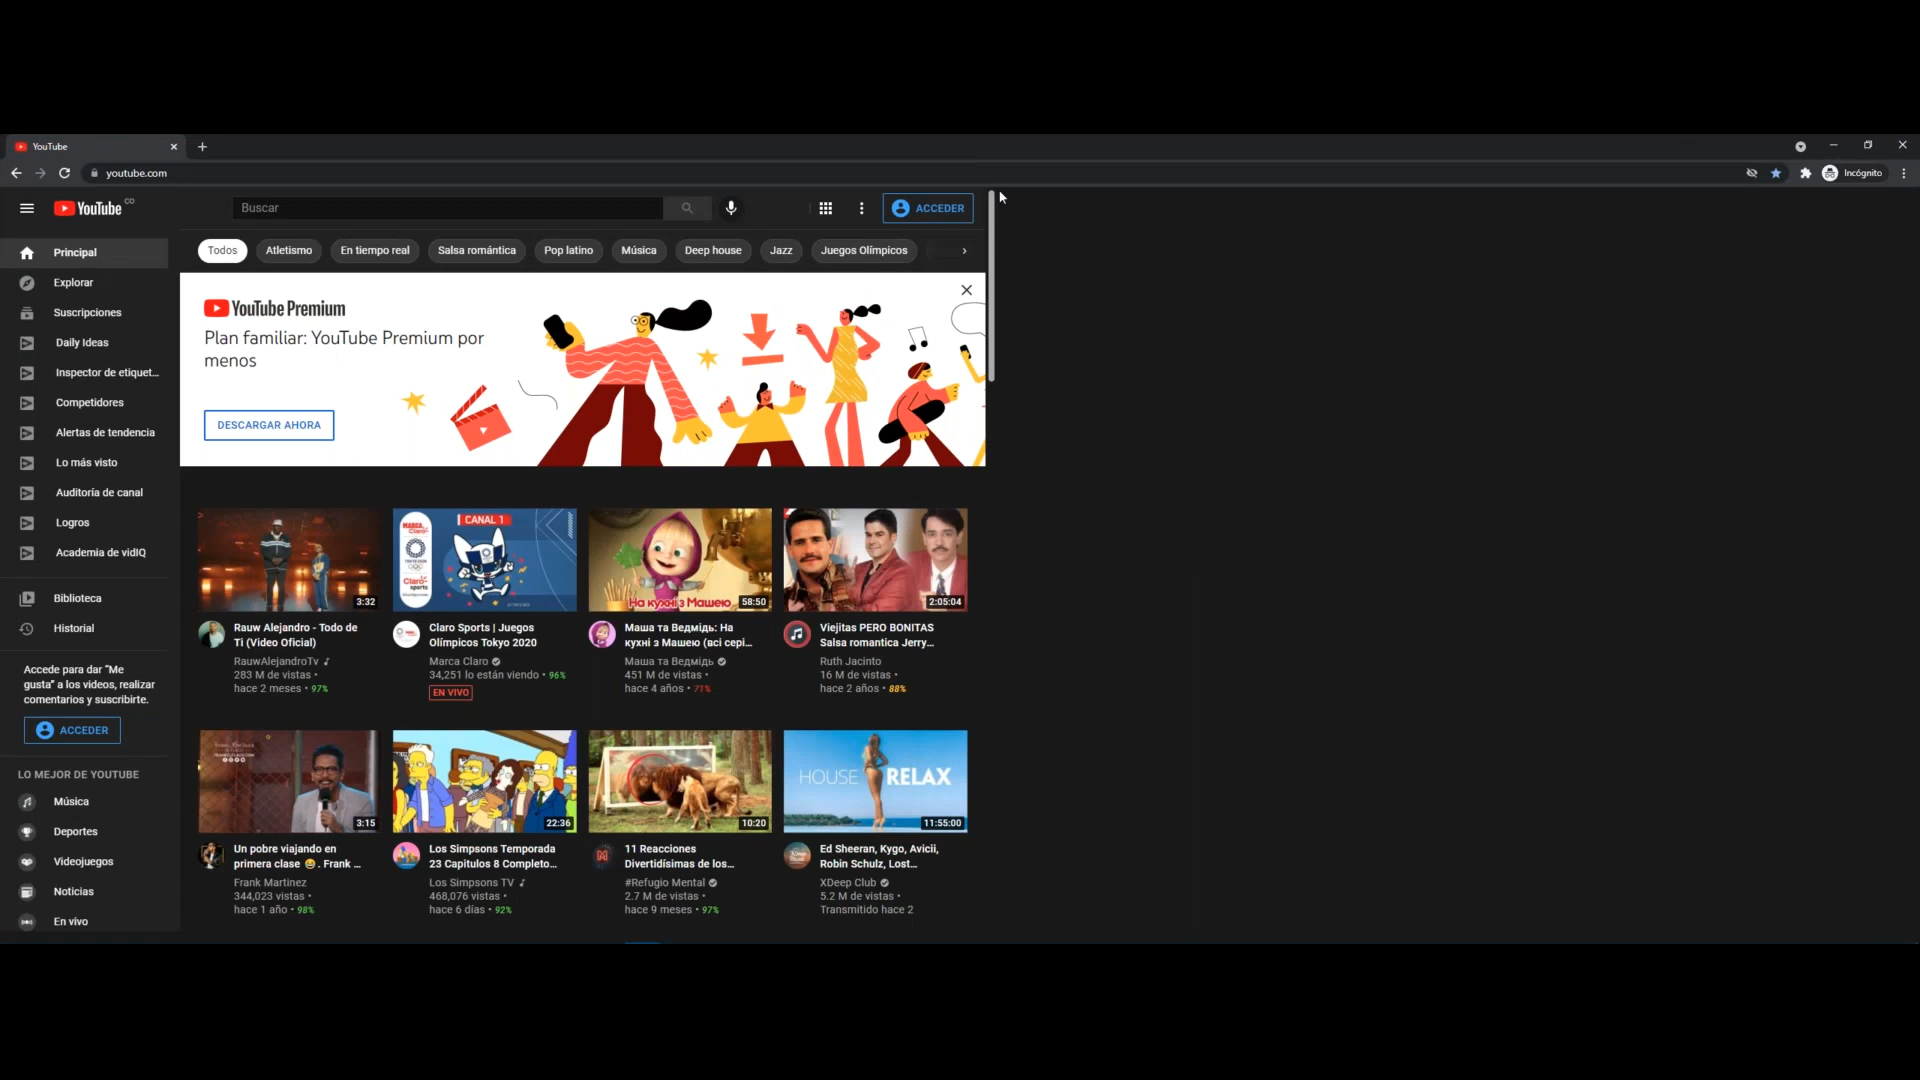 YouTube
youtube.com
Incógnito
YouTube CO
Buscar
ACCEDER
Todos
Atletismo
En tiempo real
Salsa romántica
Pop latino
Música
Deep house
Jazz
Juegos Olímpicos
Principal
Explorar
Suscripciones
Daily Ideas
Inspector de etiquet...
Competidores
Alertas de tendencia
Lo más visto
Auditoría de canal
Logros
Academia de vidIQ
Biblioteca
Historial
Accede para dar “Me
gusta” a los videos, realizar
comentarios y suscribirte.
ACCEDER
LO MEJOR DE YOUTUBE
Música
Deportes
Videojuegos
Noticias
En vivo
YouTube Premium
Plan familiar: YouTube Premium por
menos
DESCARGAR AHORA
3:32
Rauw Alejandro - Todo de
Ti (Video Oficial)
RauwAlejandroTv
283 M de vistas •
hace 2 meses • 97%
CANAL 1
Claro-
sports
Claro Sports | Juegos
Olímpicos Tokyo 2020
Marca Claro
34,251 lo están viendo • 96%
EN VIVO
На кухні з Машею
58:50
Маша та Ведмідь: На
кухні з Машею (всі сері...
Маша та Ведмідь
451 M de vistas •
hace 4 años • 71%
2:05:04
Viejitas PERO BONITAS
Salsa romantica Jerry...
Ruth Jacinto
16 M de vistas •
hace 2 años • 88%
3:15
Un pobre viajando en
primera clase 😅 . Frank ...
Frank Martinez
344,023 vistas •
hace 1 año • 98%
22:36
Los Simpsons Temporada
23 Capitulos 8 Completo...
Los Simpsons TV
468,076 vistas •
hace 6 días • 92%
10:20
11 Reacciones
Divertidísimas de los...
#Refugio Mental
2.7 M de vistas •
hace 9 meses • 97%
HOUSE RELAX
11:55:00
Ed Sheeran, Kygo, Avicii,
Robin Schulz, Lost...
XDeep Club
5.2 M de vistas •
Transmitido hace 2